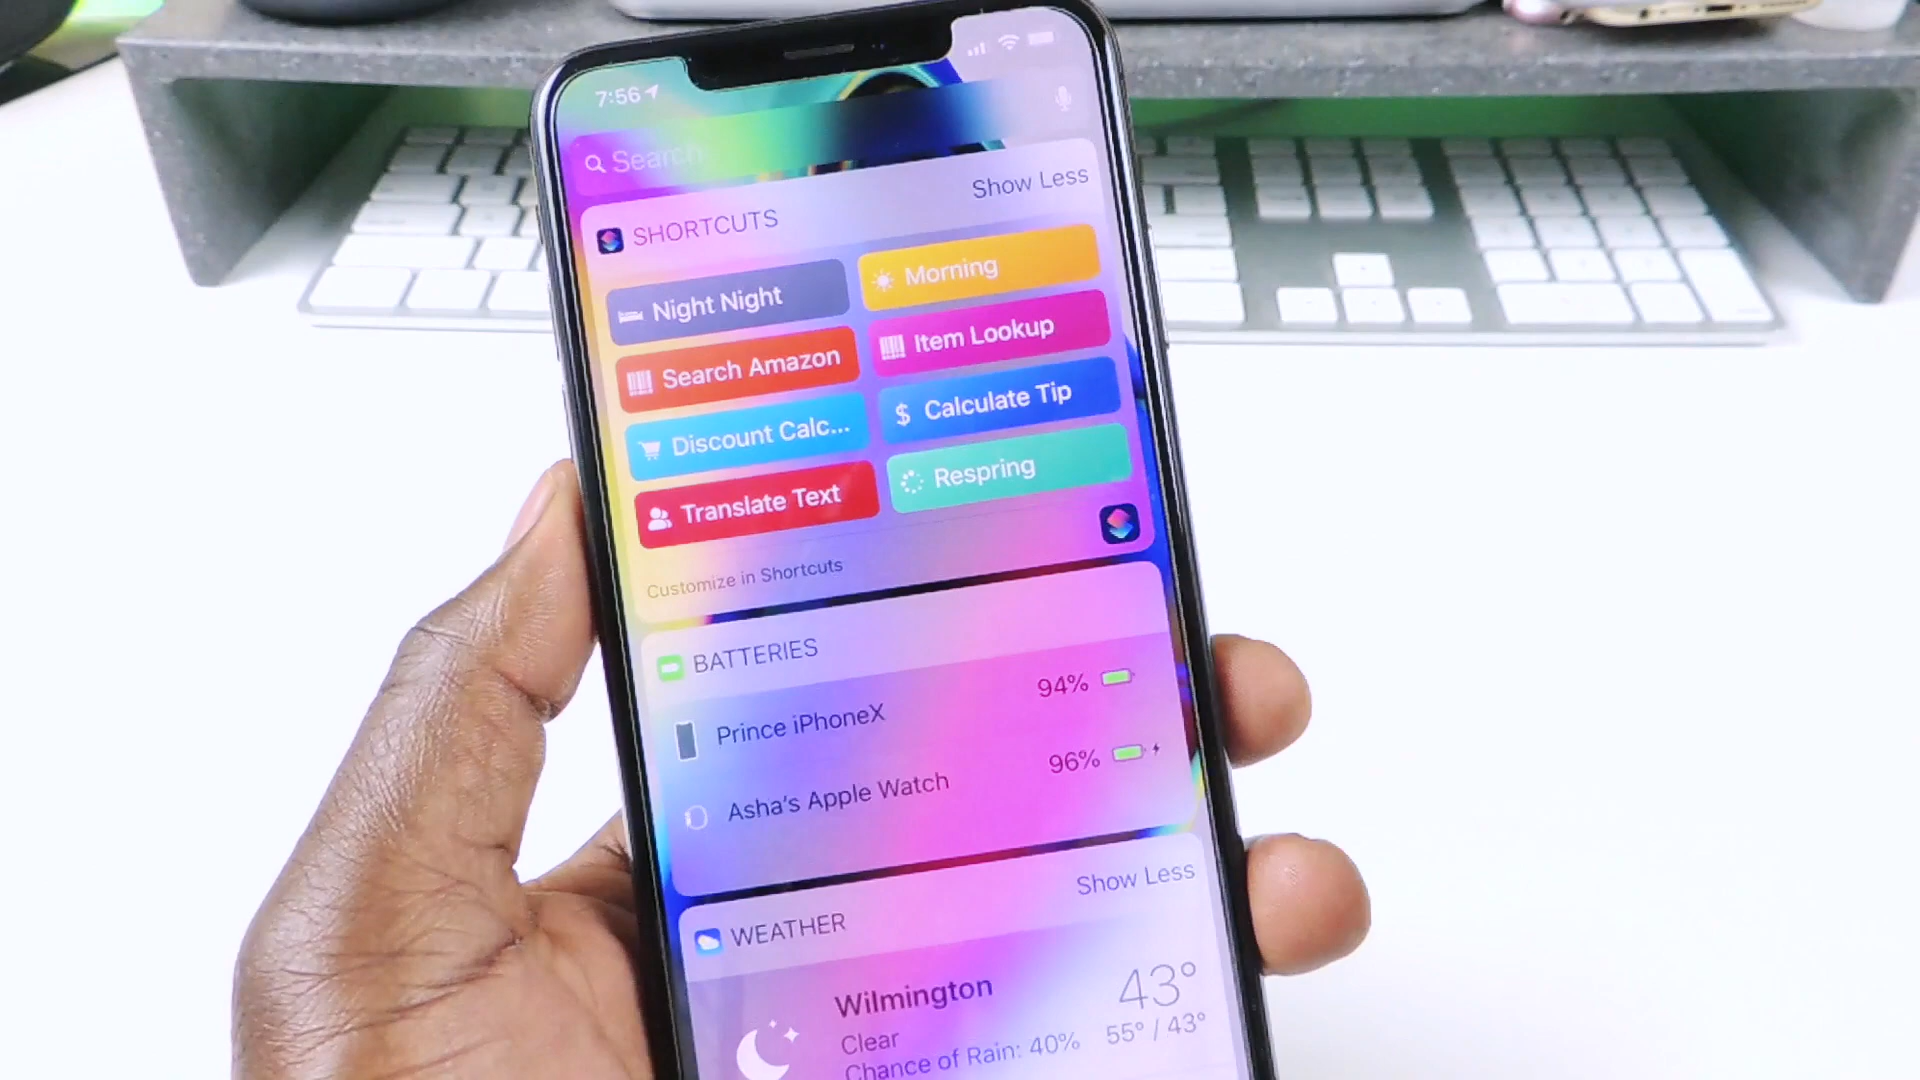 7:56
Search
SHORTCUTS
Show Less
Night Night
Morning
Search Amazon
Item Lookup
Discount Calc...
$ Calculate Tip
Translate Text
Respring
Customize in Shortcuts
BATTERIES
Prince iPhoneX
94%
Asha's Apple Watch
96%
WEATHER
Show Less
Wilmington
43°
Clear
55° / 43°
Chance of Rain: 40%